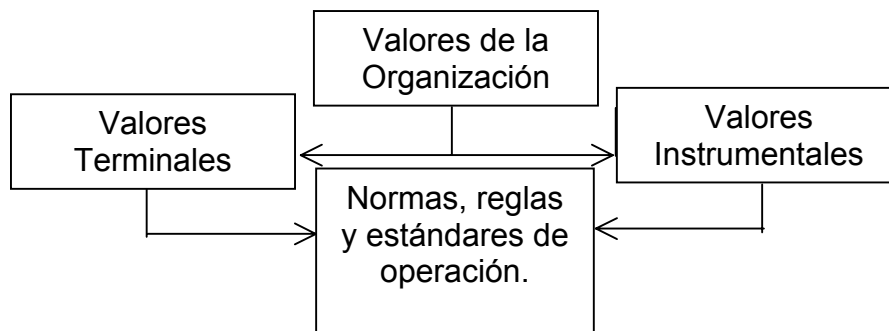 Valores de la
Organización
Valores
Terminales
Valores
Instrumentales
Normas, reglas
y estándares de
operación.